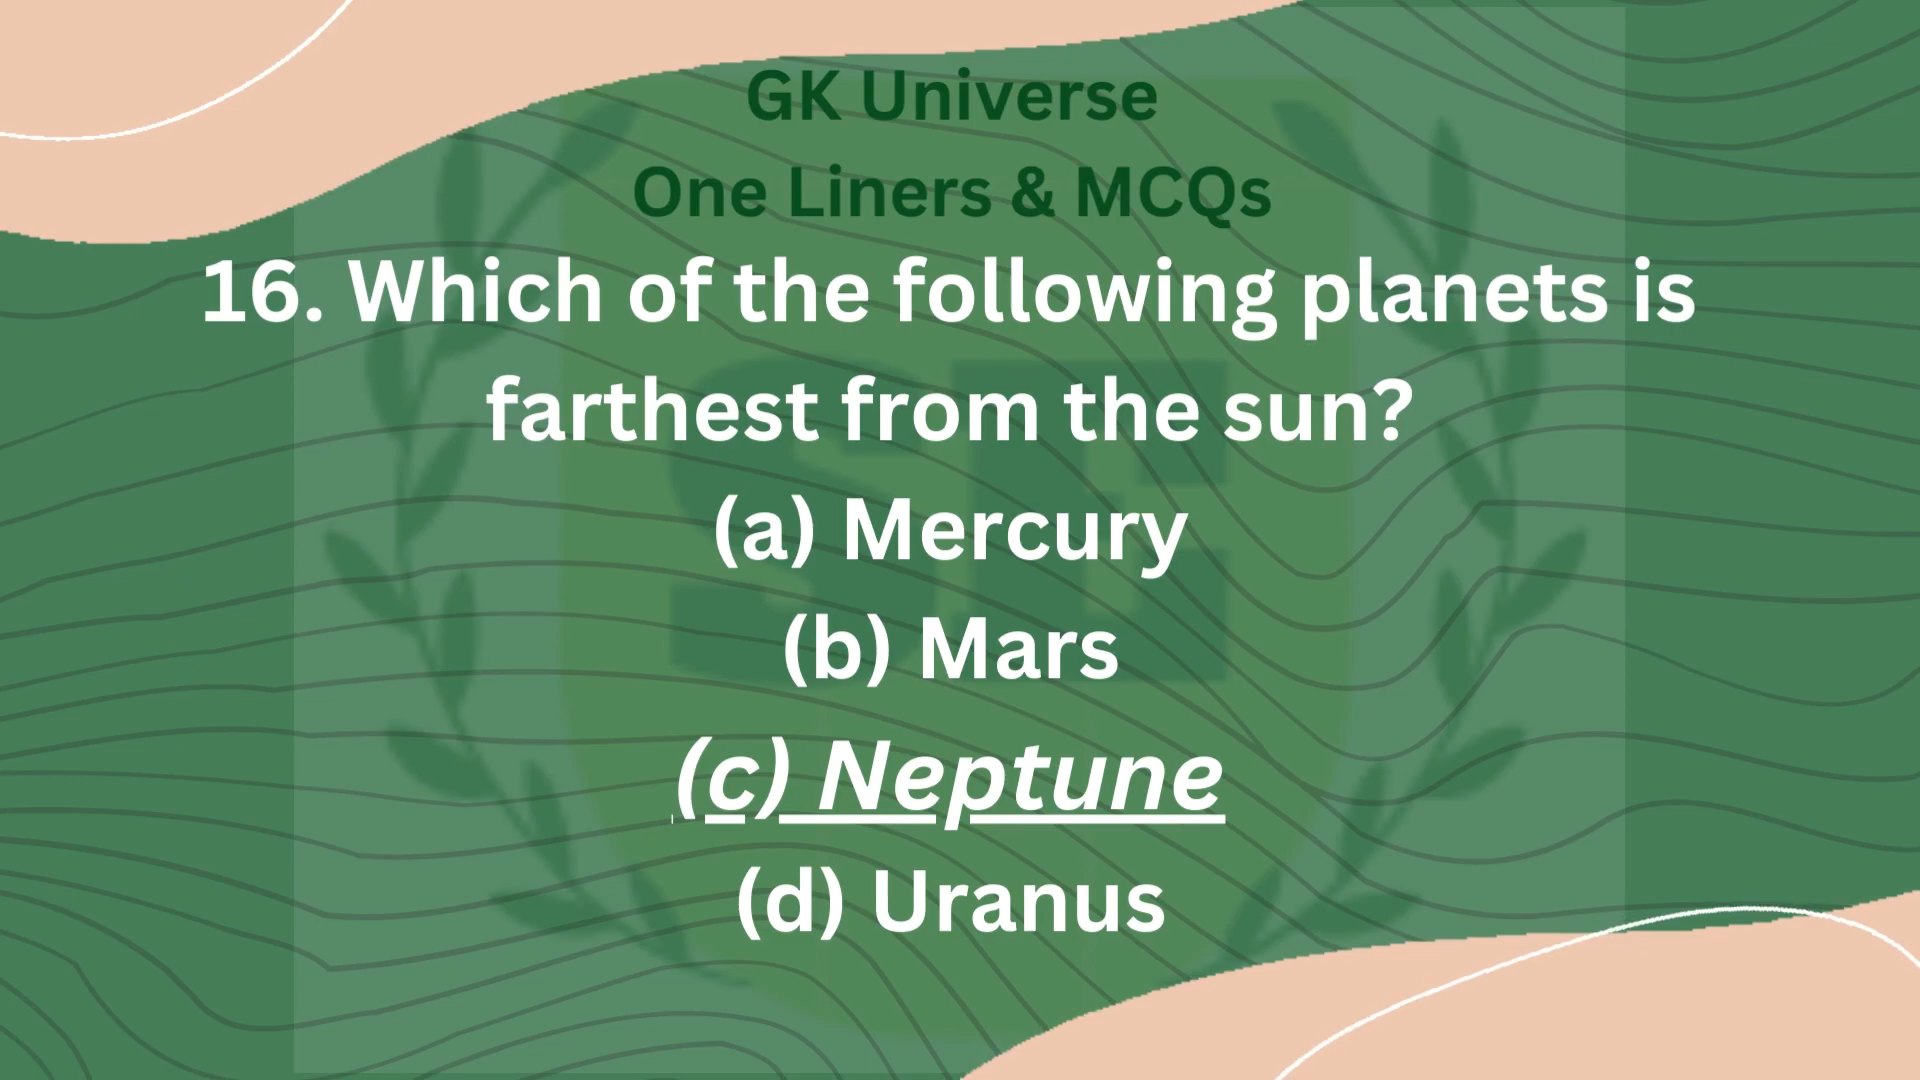 GK Universe
One Liners & MCQs
16. Which of the following planets is
farthest from the sun?
(a) Mercury
(b) Mars
(c) Neptune
(d) Uranus